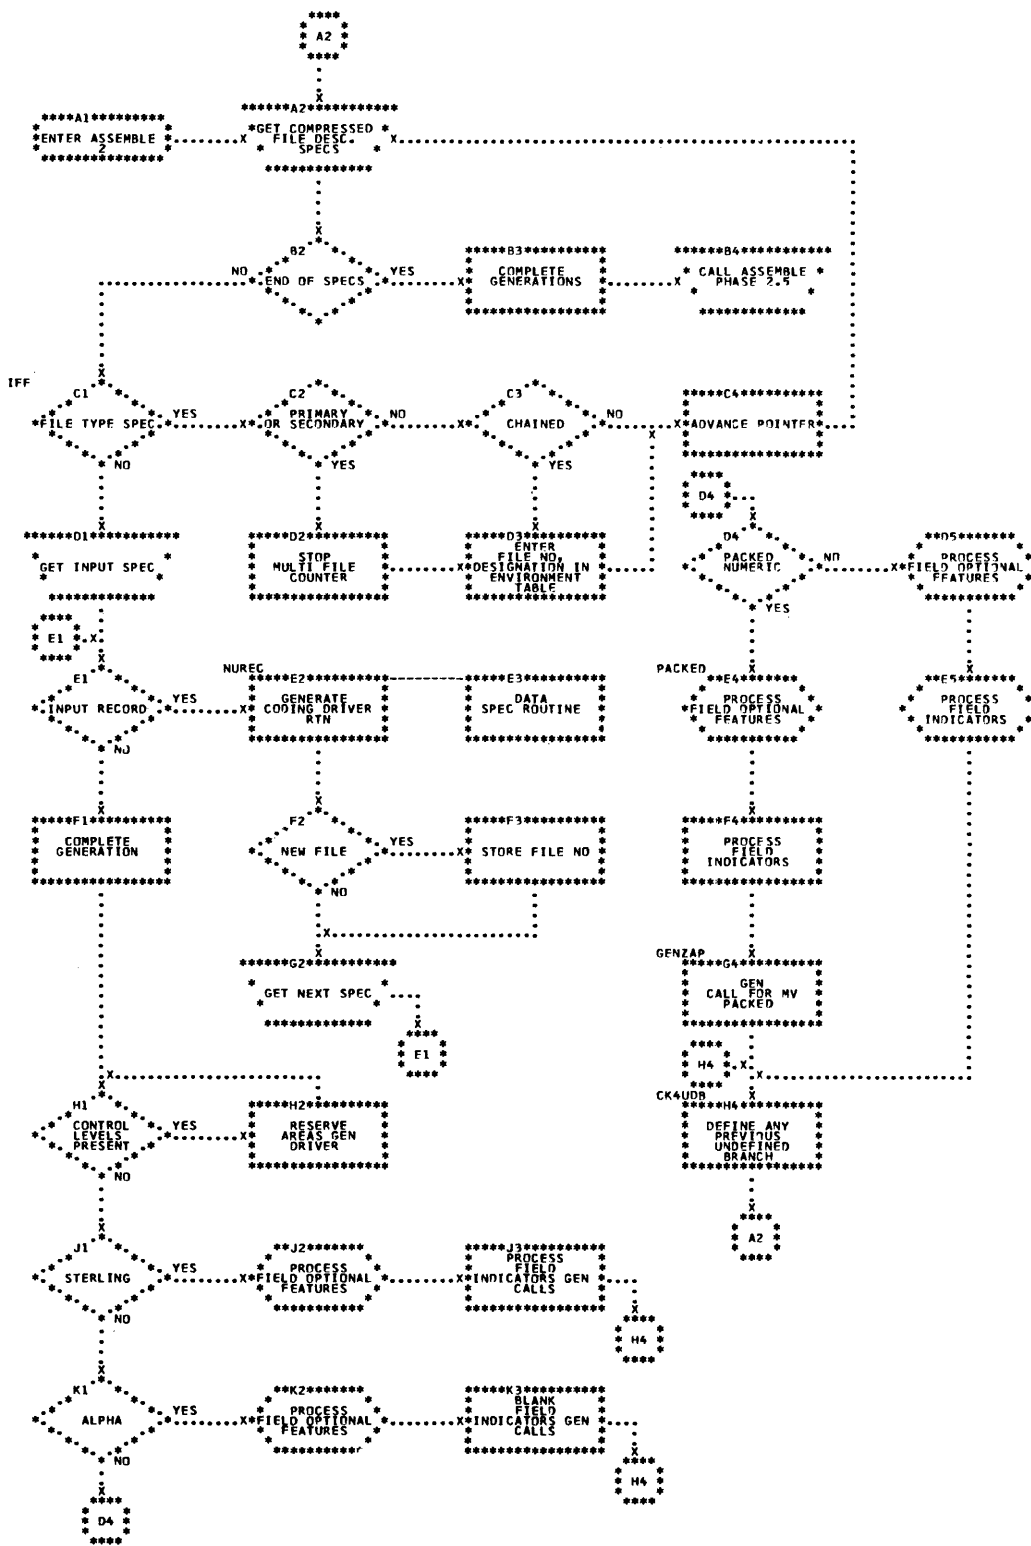 A2
A1
ENTER ASSEMBLE
2
A2
GET COMPRESSED
FILE DESC.
SPECS
B2
END OF SPECS
NO
YES
B3
COMPLETE
GENERATIONS
B4
CALL ASSEMBLE
PHASE 2.5
IFF
C1
FILE TYPE SPEC
YES
NO
C2
PRIMARY
OR SECONDARY
NO
YES
C3
CHAINED
NO
YES
C4
ADVANCE POINTER
D4
D1
GET INPUT SPEC
D2
STOP
MULTI FILE
COUNTER
D3
ENTER
FILE NO.
DESIGNATION IN
ENVIRONMENT
TABLE
D4
PACKED
NUMERIC
NO
YES
D5
PROCESS
FIELD OPTIONAL
FEATURES
E1
E1
INPUT RECORD
YES
NO
NUREC
E2
GENERATE
CODING DRIVER
RTN
E3
DATA
SPEC ROUTINE
PACKED
E4
PROCESS
FIELD OPTIONAL
FEATURES
E5
PROCESS
FIELD
INDICATORS
F1
COMPLETE
GENERATION
F2
NEW FILE
YES
NO
F3
STORE FILE NO
F4
PROCESS
FIELD
INDICATORS
G2
GET NEXT SPEC
E1
GENZAP
G4
GEN
CALL FOR MV
PACKED
H4
H1
CONTROL
LEVELS
PRESENT
YES
NO
H2
RESERVE
AREAS GEN
DRIVER
CK4UDB
H4
DEFINE ANY
PREVIOUS
UNDEFINED
BRANCH
A2
J1
STERLING
YES
NO
J2
PROCESS
FIELD OPTIONAL
FEATURES
J3
PROCESS
FIELD
INDICATORS GEN
CALLS
H4
K1
ALPHA
YES
NO
K2
PROCESS
FIELD OPTIONAL
FEATURES
K3
BLANK
FIELD
INDICATORS GEN
CALLS
H4
D4